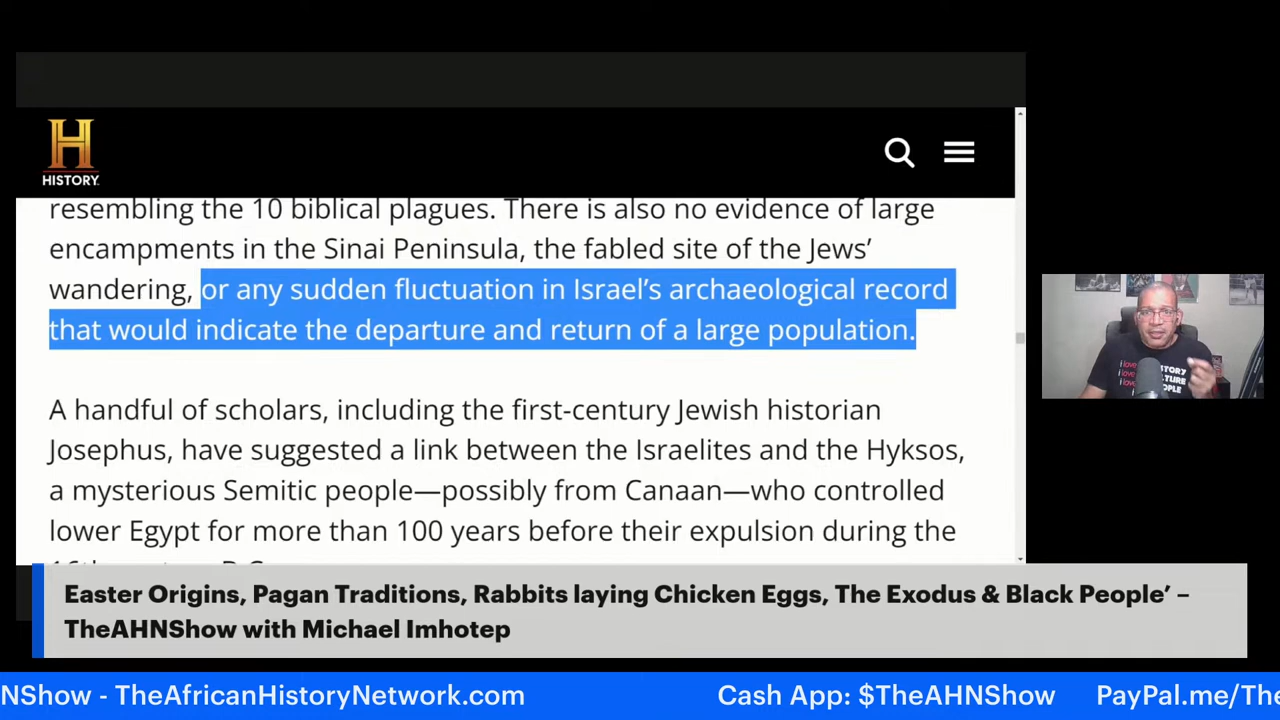 HISTORY
resembling the 10 biblical plagues. There is also no evidence of large
encampments in the Sinai Peninsula, the fabled site of the Jews’
wandering, or any sudden fluctuation in Israel’s archaeological record
that would indicate the departure and return of a large population.
A handful of scholars, including the first-century Jewish historian
Josephus, have suggested a link between the Israelites and the Hyksos,
a mysterious Semitic people—possibly from Canaan—who controlled
lower Egypt for more than 100 years before their expulsion during the
Easter Origins, Pagan Traditions, Rabbits laying Chicken Eggs, The Exodus & Black People’ –
TheAHNShow with Michael Imhotep
NShow - TheAfricanHistoryNetwork.com Cash App: $TheAHNShow PayPal.me/The